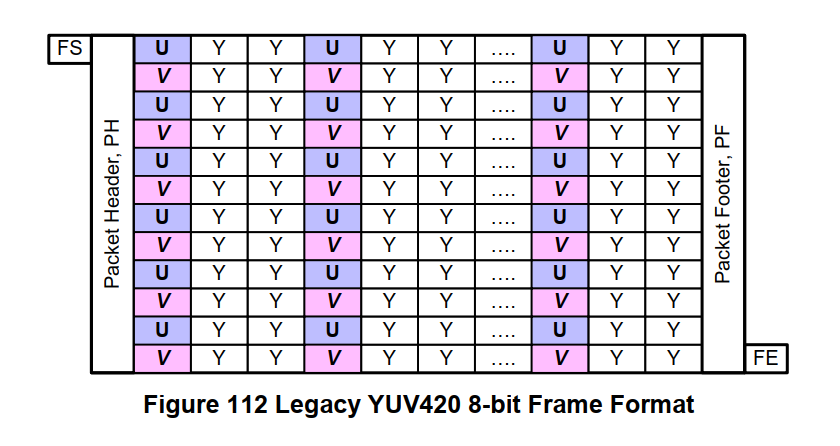 FS U Y Y U Y Y .... U Y Y
V Y Y V Y Y .... V Y Y
U Y Y U Y Y .... U Y Y
V Y Y V Y Y .... V Y Y
U Y Y U Y Y .... U Y Y
V Y Y V Y Y .... V Y Y
U Y Y U Y Y .... U Y Y
V Y Y V Y Y .... V Y Y
U Y Y U Y Y .... U Y Y
V Y Y V Y Y .... V Y Y
U Y Y U Y Y .... U Y Y
V Y Y V Y Y .... V Y Y FE
Packet Header, PH
Packet Footer, PF
Figure 112 Legacy YUV420 8-bit Frame Format